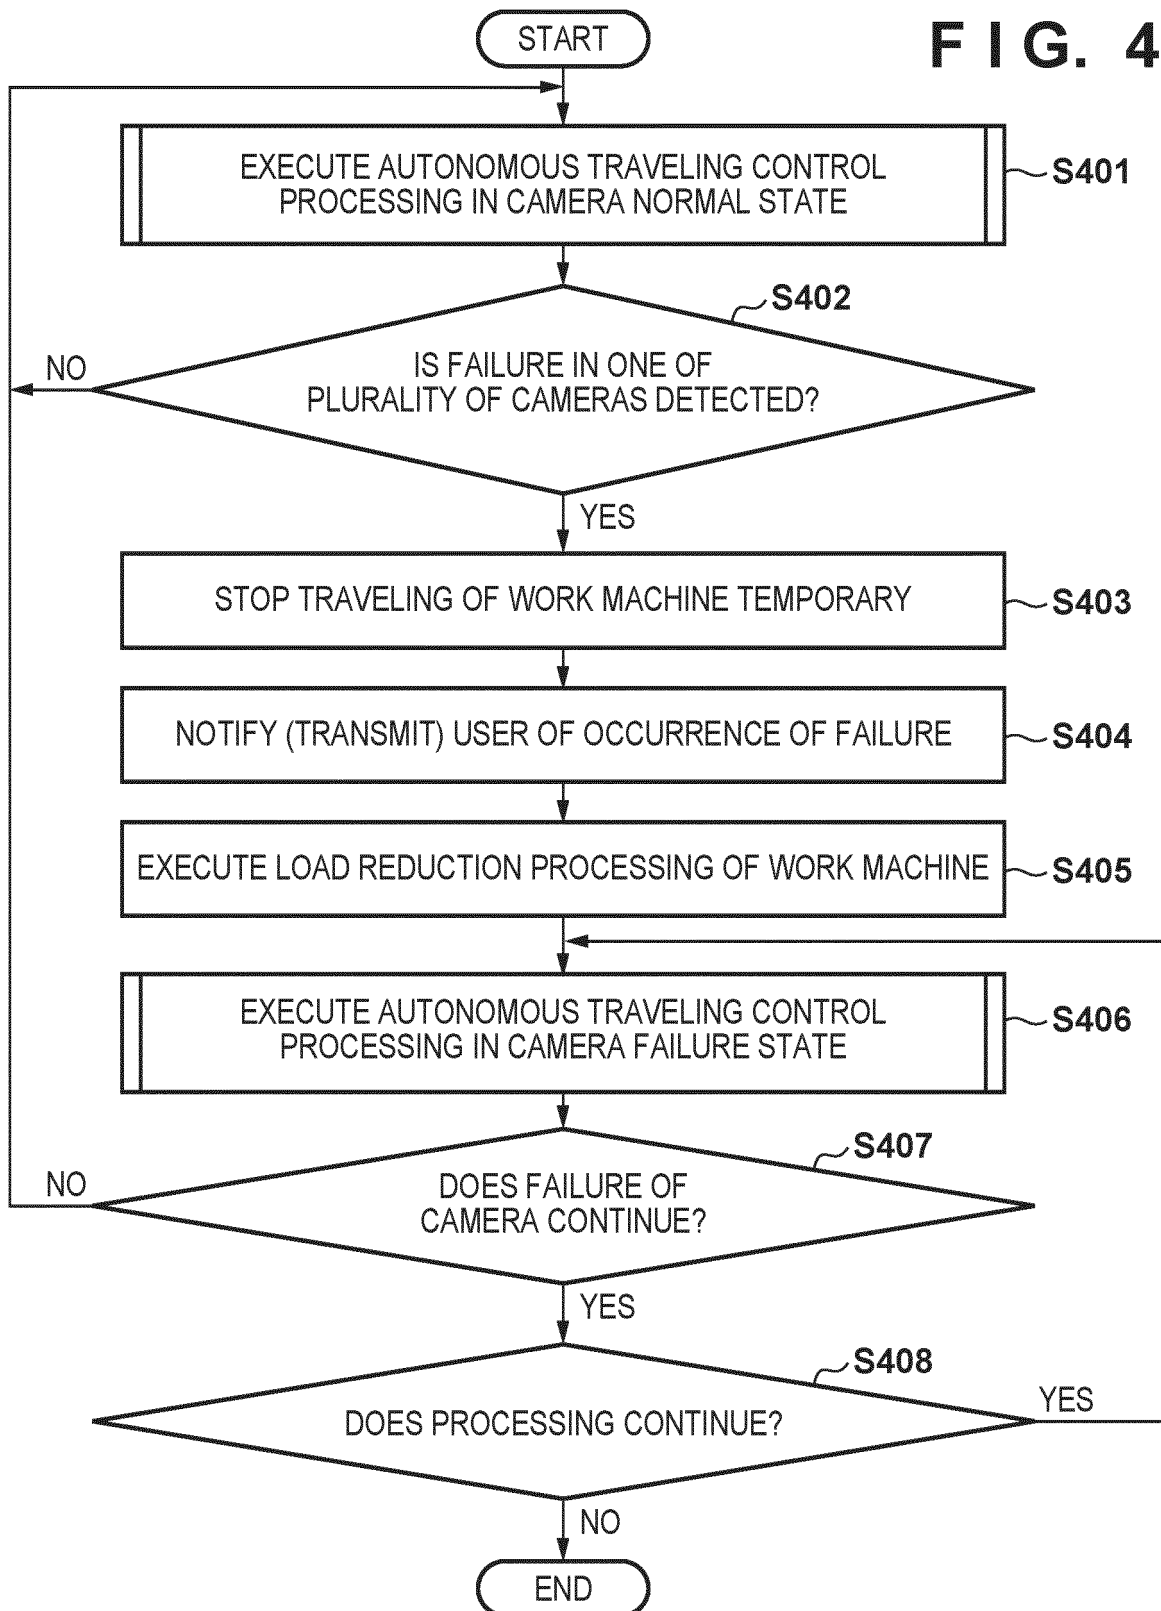 START
FIG. 4
EXECUTE AUTONOMOUS TRAVELING CONTROL
PROCESSING IN CAMERA NORMAL STATE
S401
S402
IS FAILURE IN ONE OF
PLURALITY OF CAMERAS DETECTED?
NO
YES
STOP TRAVELING OF WORK MACHINE TEMPORARY
S403
NOTIFY (TRANSMIT) USER OF OCCURRENCE OF FAILURE
S404
EXECUTE LOAD REDUCTION PROCESSING OF WORK MACHINE
S405
EXECUTE AUTONOMOUS TRAVELING CONTROL
PROCESSING IN CAMERA FAILURE STATE
S406
S407
NO
DOES FAILURE OF
CAMERA CONTINUE?
YES
S408
DOES PROCESSING CONTINUE?
YES
NO
END